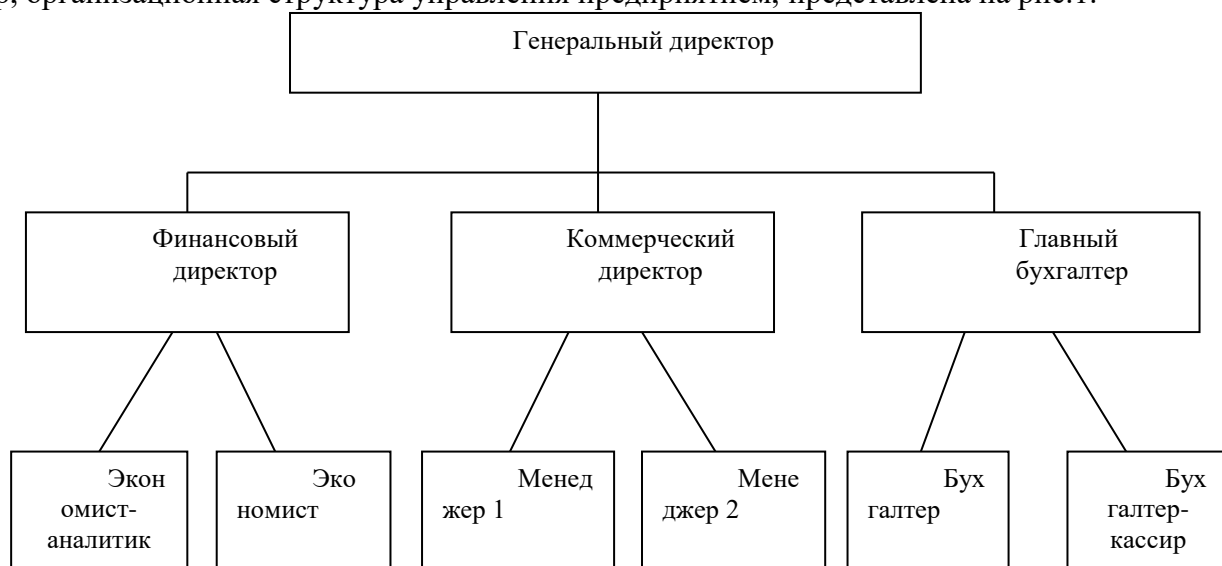 организационная структура управления предприятием, представлена на рис.1.
Генеральный директор
Финансовый
директор
Коммерческий
директор
Главный
бухгалтер
Экон
омист-
аналитик
Эко
номист
Менед
жер 1
Мене
джер 2
Бух
галтер
Бух
галтер-
кассир